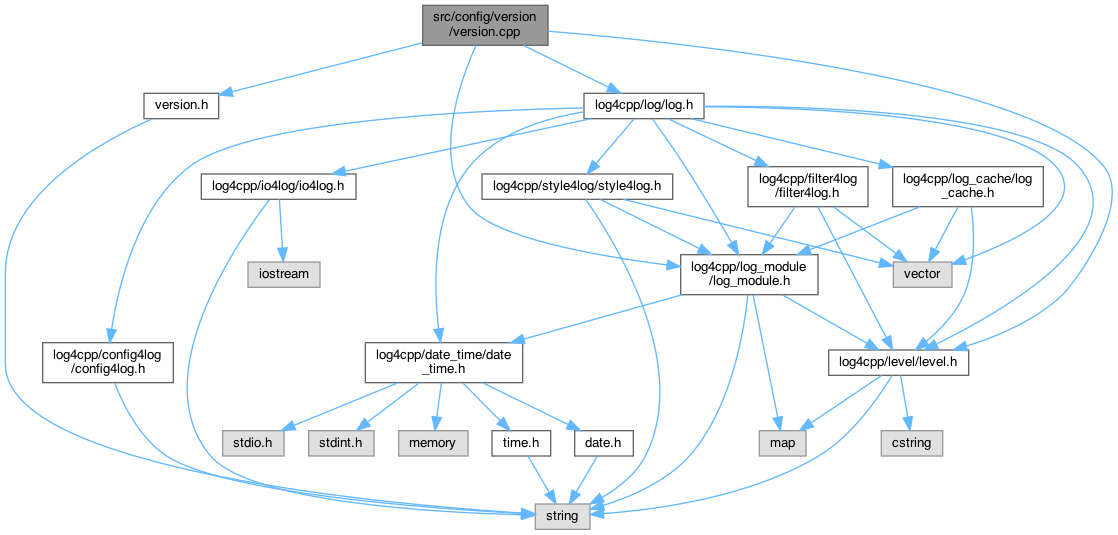 src/config/version
/version.cpp
version.h
log4cpp/log/log.h
log4cpp/io4log/io4log.h
log4cpp/style4log/style4log.h
log4cpp/filter4log
/filter4log.h
log4cpp/log_cache/log
_cache.h
iostream
log4cpp/log_module
/log_module.h
vector
log4cpp/config4log
/config4log.h
log4cpp/date_time/date
_time.h
log4cpp/level/level.h
stdio.h
stdint.h
memory
time.h
date.h
map
cstring
string